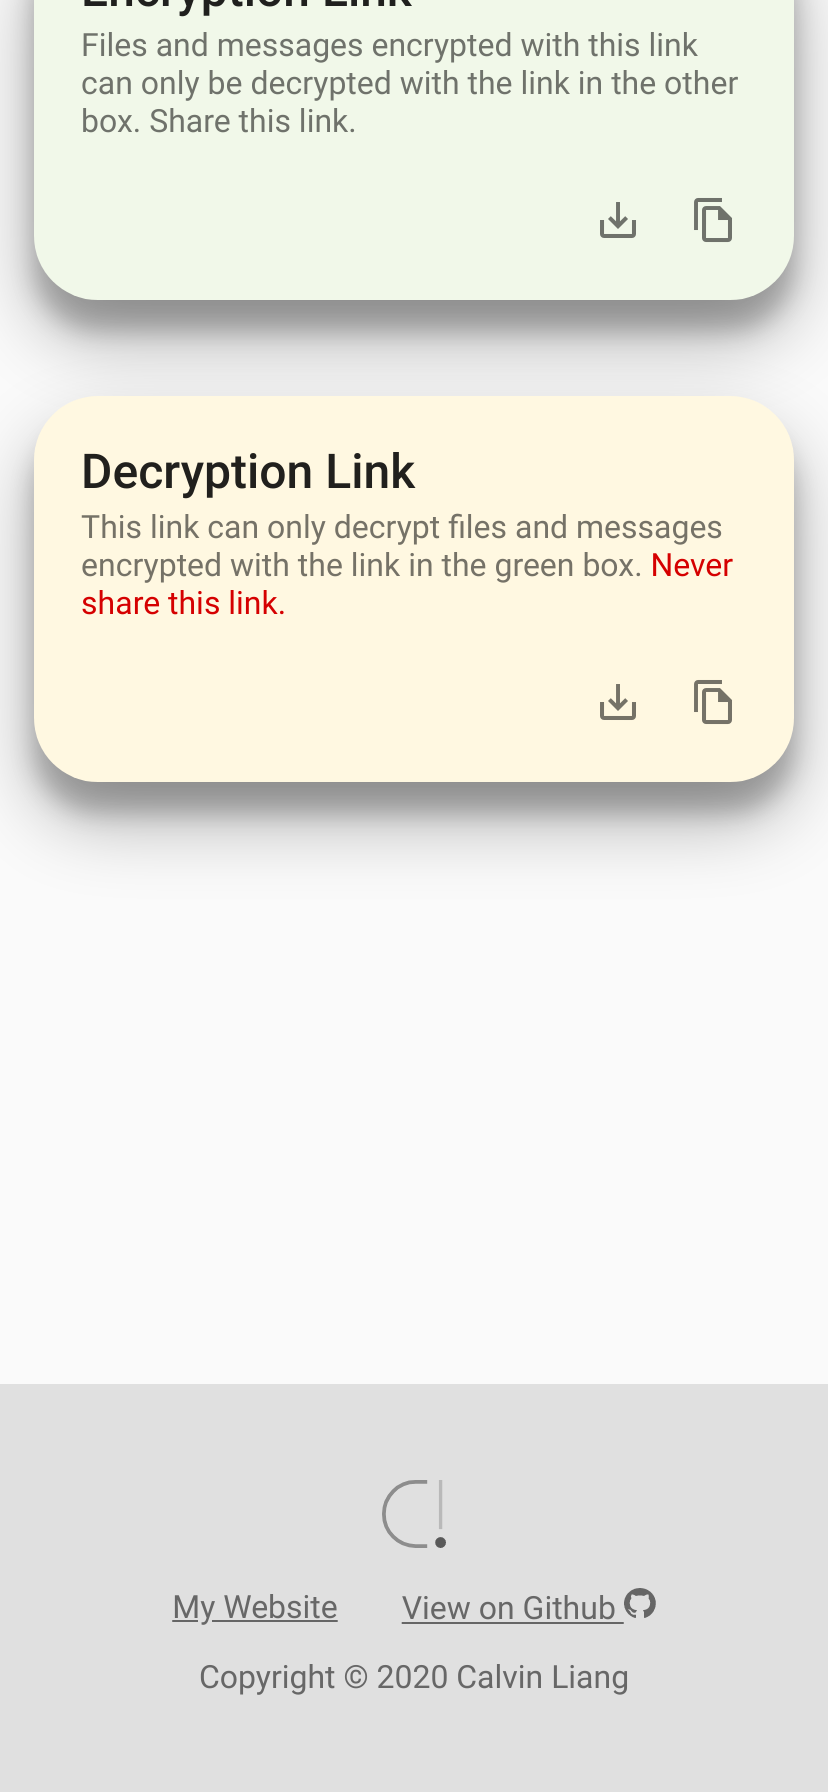 Encryption Link
Files and messages encrypted with this link
can only be decrypted with the link in the other
box. Share this link.
Decryption Link
This link can only decrypt files and messages
encrypted with the link in the green box. Never
share this link.
C!
My Website
View on Github
Copyright © 2020 Calvin Liang